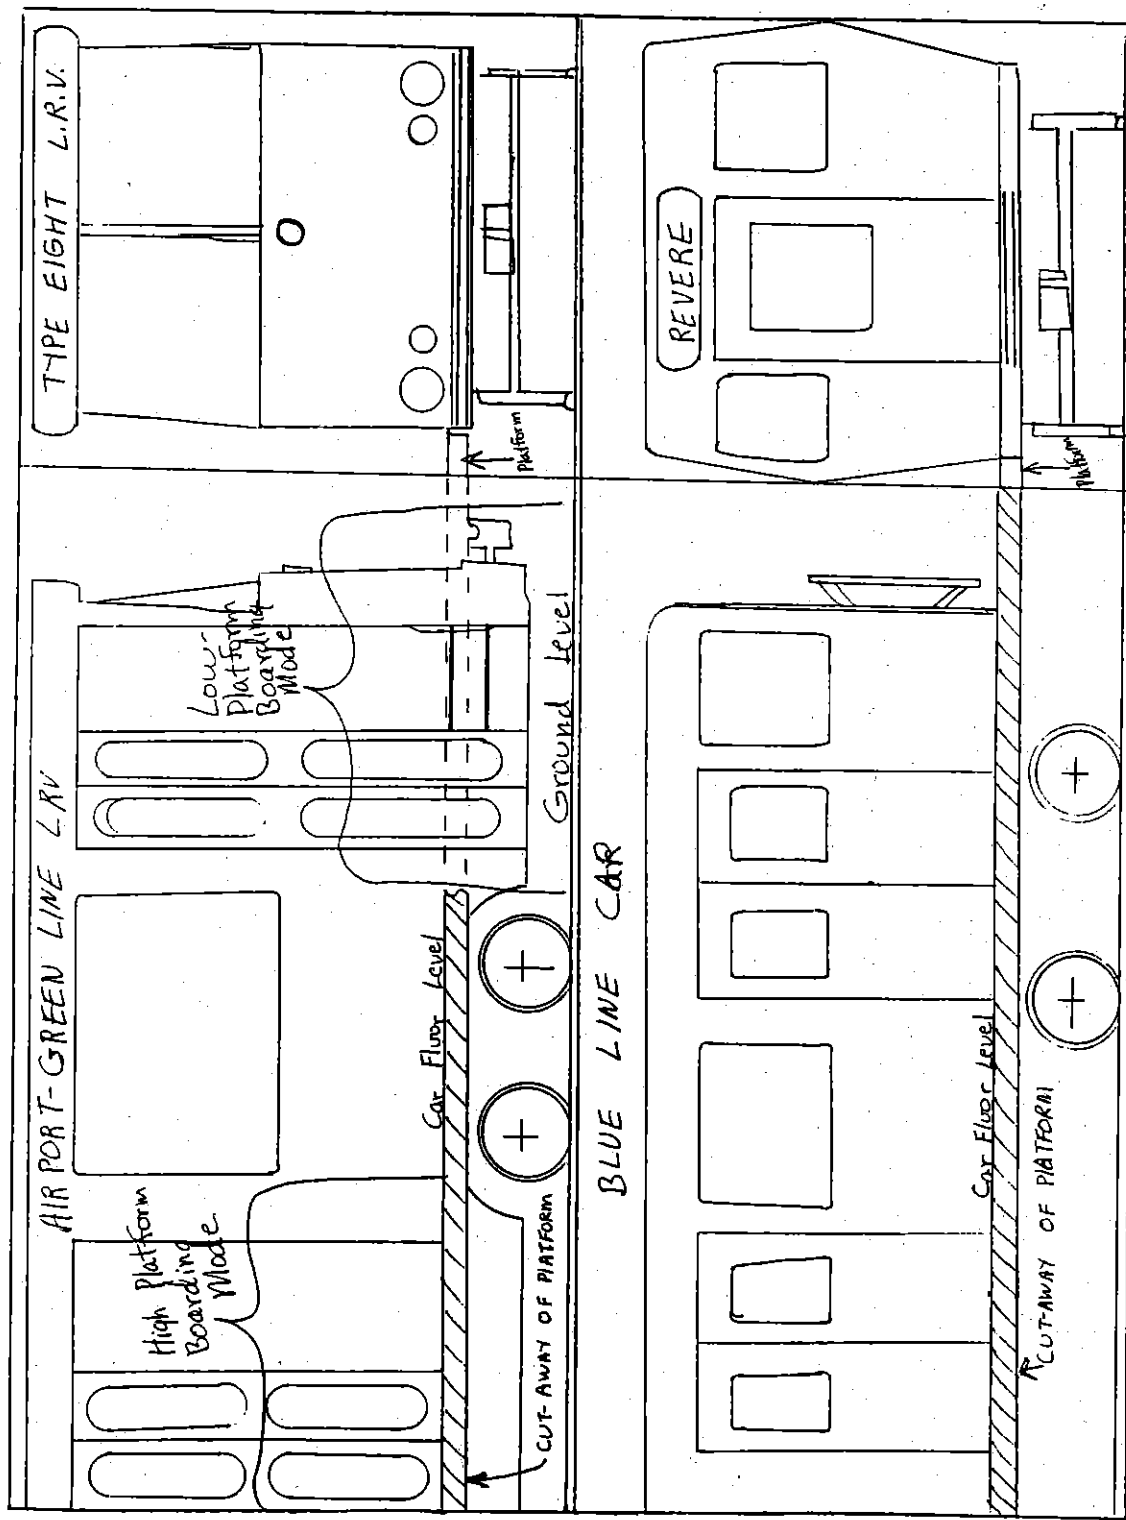 AIRPORT-GREEN LINE LRV
TYPE EIGHT L.R.V.
High Platform
Boarding
Mode
Low-
Platform
Boarding
Mode
Car Floor Level
Platform
CUT-AWAY OF PLATFORM
Ground Level
BLUE LINE CAR
REVERE
Car Floor Level
Platform
CUT-AWAY OF PLATFORM